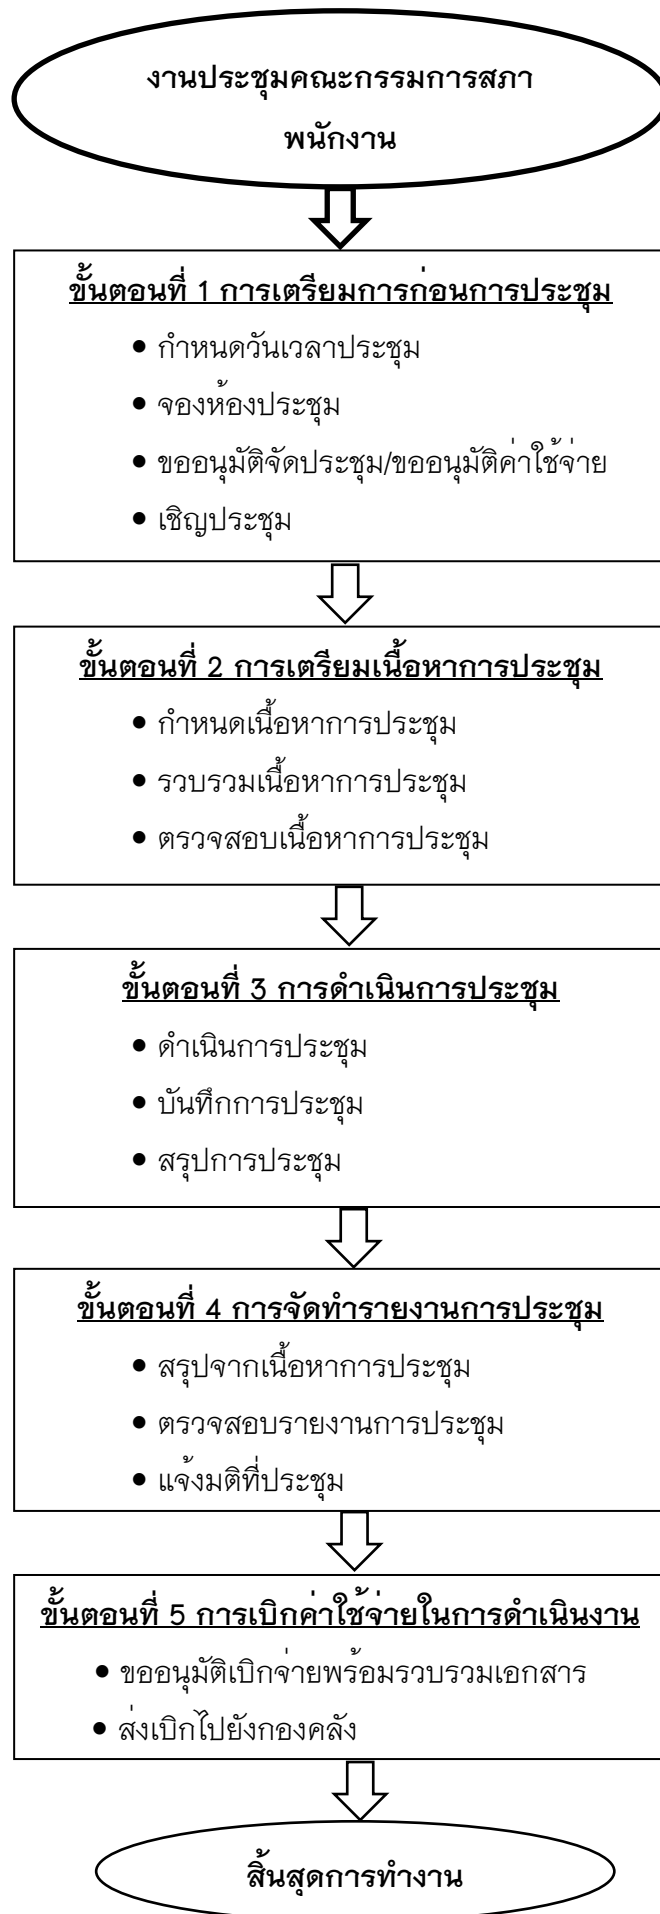 งานประชุมคณะกรรมการสภา
พนักงาน
ขั้นตอนที่ 1 การเตรียมการก่อนการประชุม
• กำหนดวันเวลาประชุม
• จองห้องประชุม
• ขออนุมัติจัดประชุม/ขออนุมัติค่าใช้จ่าย
• เชิญประชุม
ขั้นตอนที่ 2 การเตรียมเนื้อหาการประชุม
• กำหนดเนื้อหาการประชุม
• รวบรวมเนื้อหาการประชุม
• ตรวจสอบเนื้อหาการประชุม
ขั้นตอนที่ 3 การดำเนินการประชุม
• ดำเนินการประชุม
• บันทึกการประชุม
• สรุปการประชุม
ขั้นตอนที่ 4 การจัดทำรายงานการประชุม
• สรุปจากเนื้อหาการประชุม
• ตรวจสอบรายงานการประชุม
• แจ้งมติที่ประชุม
ขั้นตอนที่ 5 การเบิกค่าใช้จ่ายในการดำเนินงาน
• ขออนุมัติเบิกจ่ายพร้อมรวบรวมเอกสาร
• ส่งเบิกไปยังกองคลัง
สิ้นสุดการทำงาน